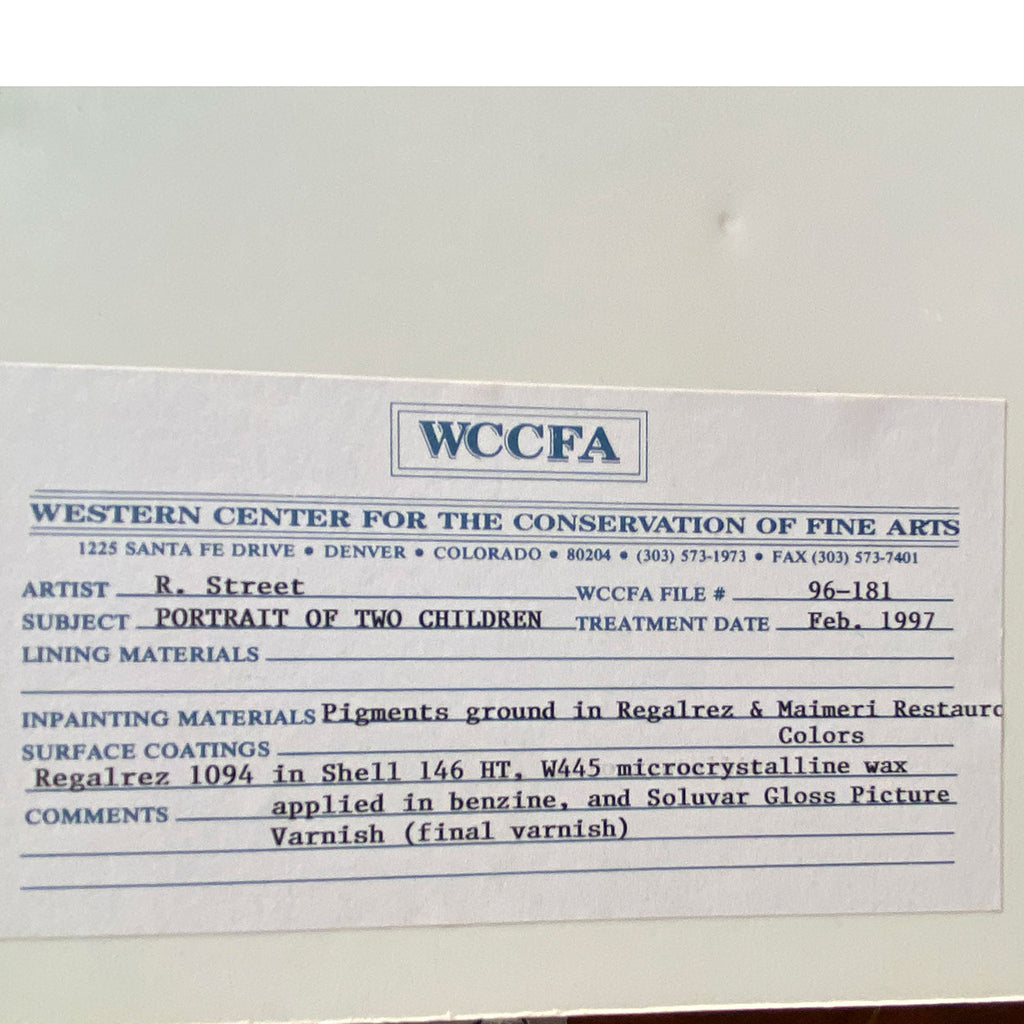 WCCFA
WESTERN CENTER FOR THE CONSERVATION OF FINE ARTS
1225 SANTA FE DRIVE • DENVER • COLORADO • 80204 • (303) 573-1973 • FAX (303) 573-7401
ARTIST R. Street WCCFA FILE # 96-181
SUBJECT PORTRAIT OF TWO CHILDREN TREATMENT DATE Feb. 1997
LINING MATERIALS
INPAINTING MATERIALS Pigments ground in Regalrez & Maimeri Restauro
Colors
SURFACE COATINGS
Regalrez 1094 in Shell 146 HT, W445 microcrystalline wax
COMMENTS applied in benzine, and Soluvar Gloss Picture
Varnish (final varnish)